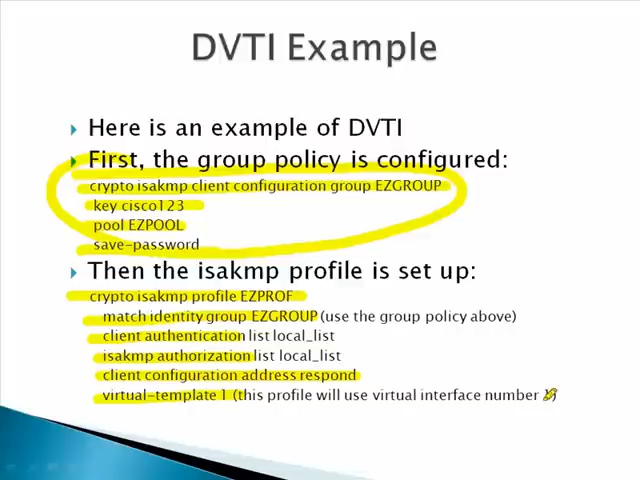 DVTI Example
Here is an example of DVTI
First, the group policy is configured:
crypto isakmp client configuration group EZGROUP
key cisco123
pool EZPOOL
save-password
Then the isakmp profile is set up:
crypto isakmp profile EZPROF
match identity group EZGROUP (use the group policy above)
client authentication list local_list
isakmp authorization list local_list
client configuration address respond
virtual-template 1 (this profile will use virtual interface number